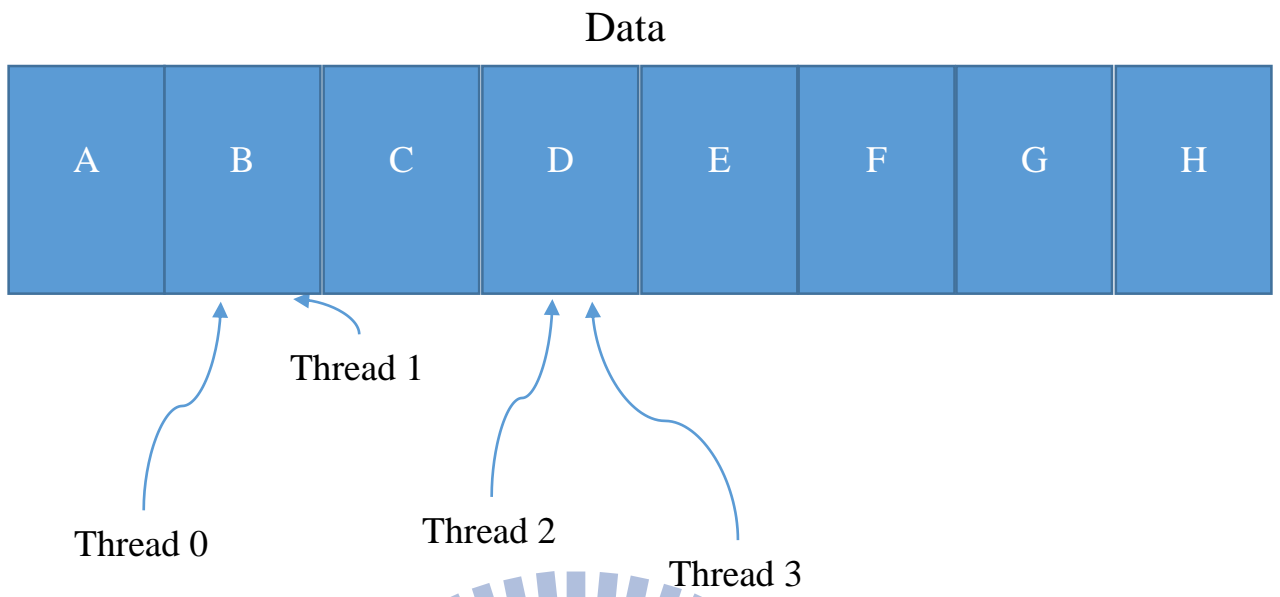 Data
A B C D E F G H
Thread 1
Thread 0
Thread 2
Thread 3